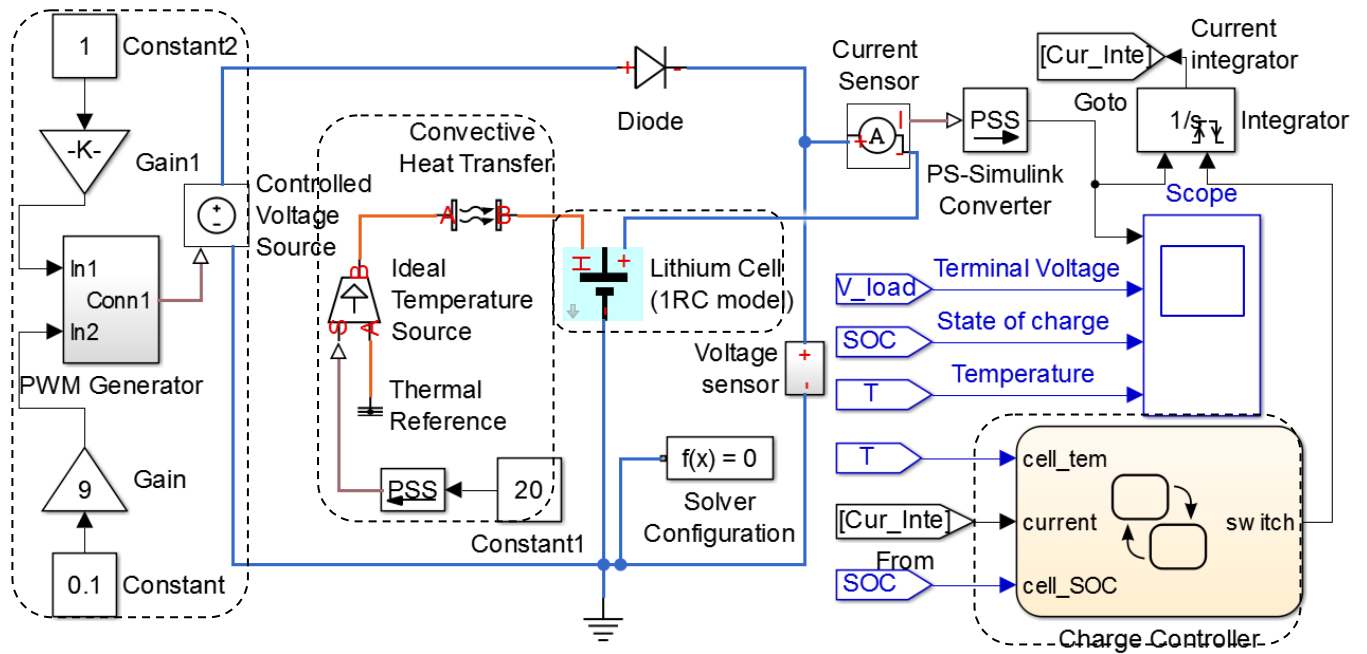 1
Constant2
-K-
Gain1
Controlled
Voltage
Source
+
-
In1
Conn1
In2
PWM Generator
9
Gain
0.1
Constant
Convective
Heat Transfer
A
B
B
Ideal
Temperature
Source
S
A
Thermal
Reference
PSS
20
Constant1
+
-
Diode
H
+
-
Lithium Cell
(1RC model)
Voltage
sensor
+
-
f(x) = 0
Solver
Configuration
Current
Sensor
A
I
+
-
PSS
PS-Simulink
Converter
[Cur_Inte]
Goto
Current
integrator
1/s
Integrator
Scope
V_load
Terminal Voltage
SOC
State of charge
T
Temperature
T
cell_tem
[Cur_Inte]
From
current
switch
SOC
cell_SOC
Charge Controller